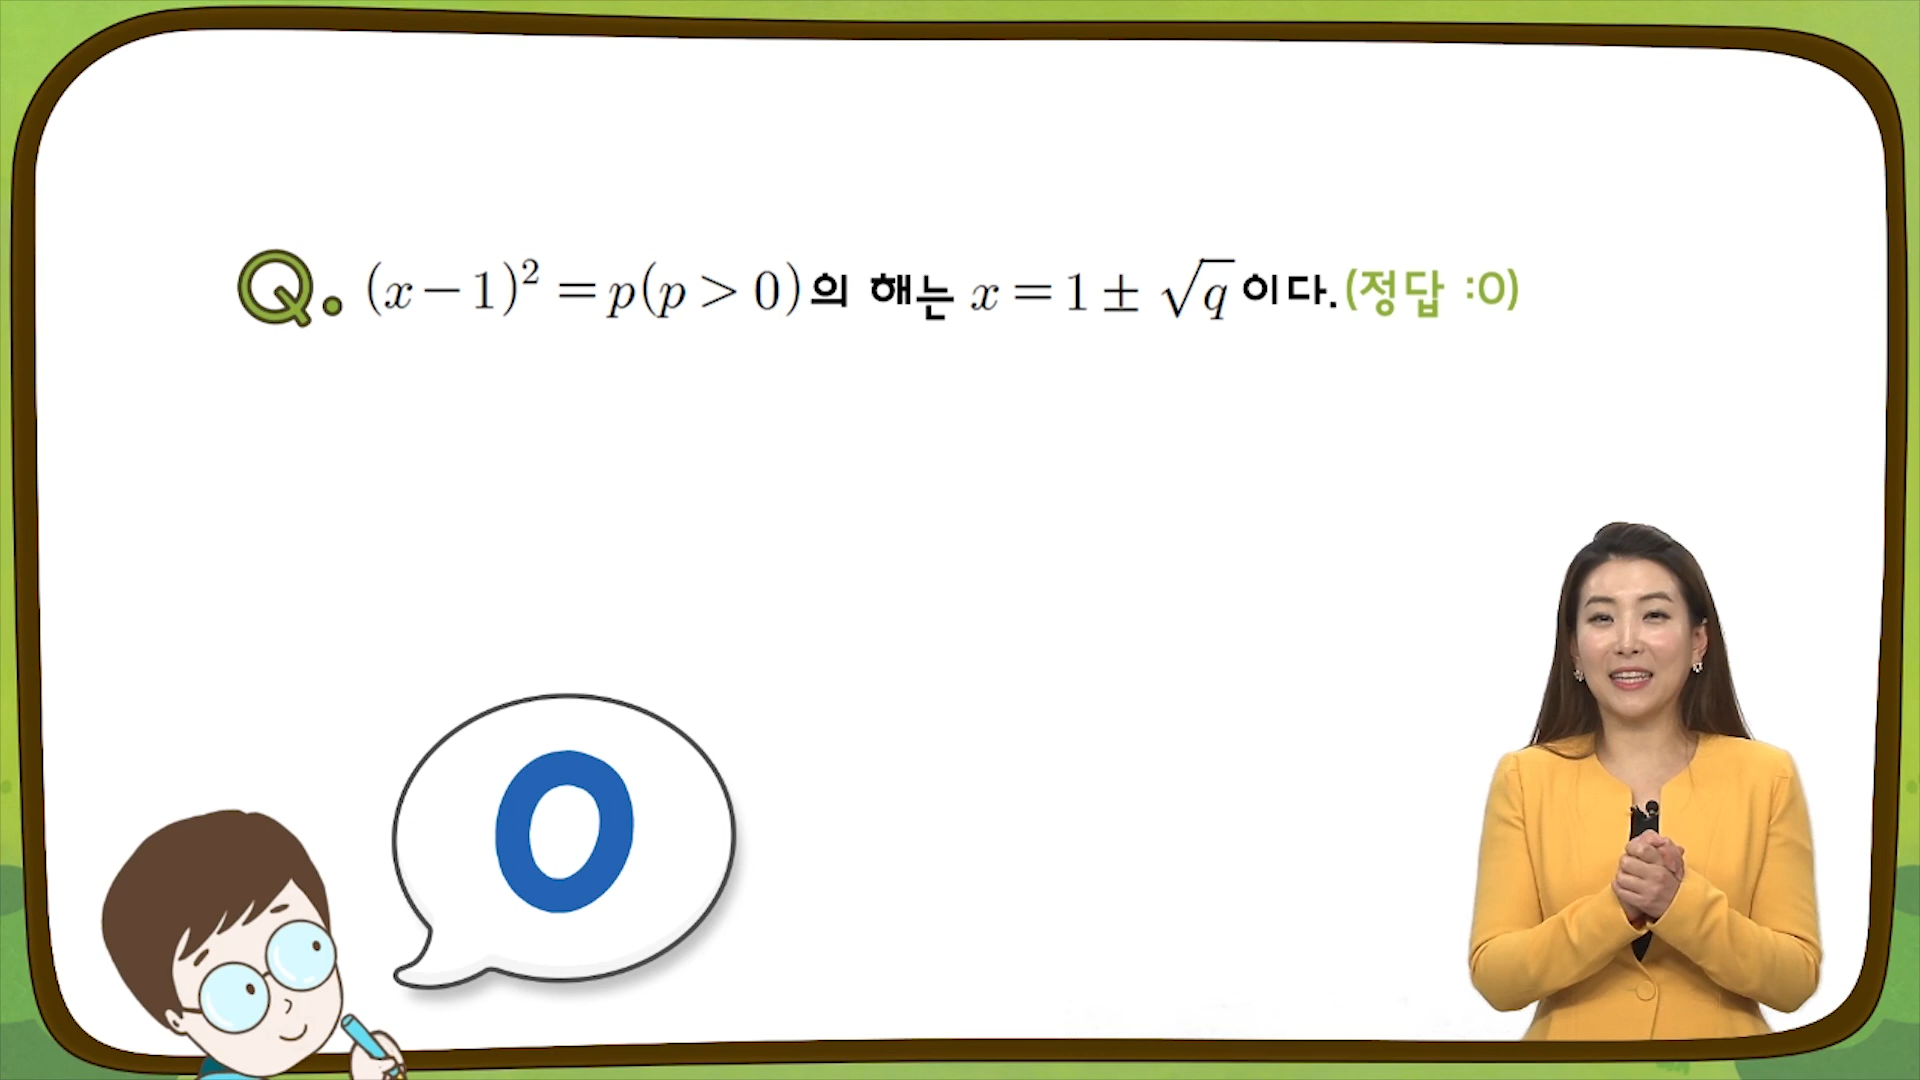 Q. (x−1)² = p(p > 0)의 해는 x = 1 ± √q 이다.(정답 :O)
O